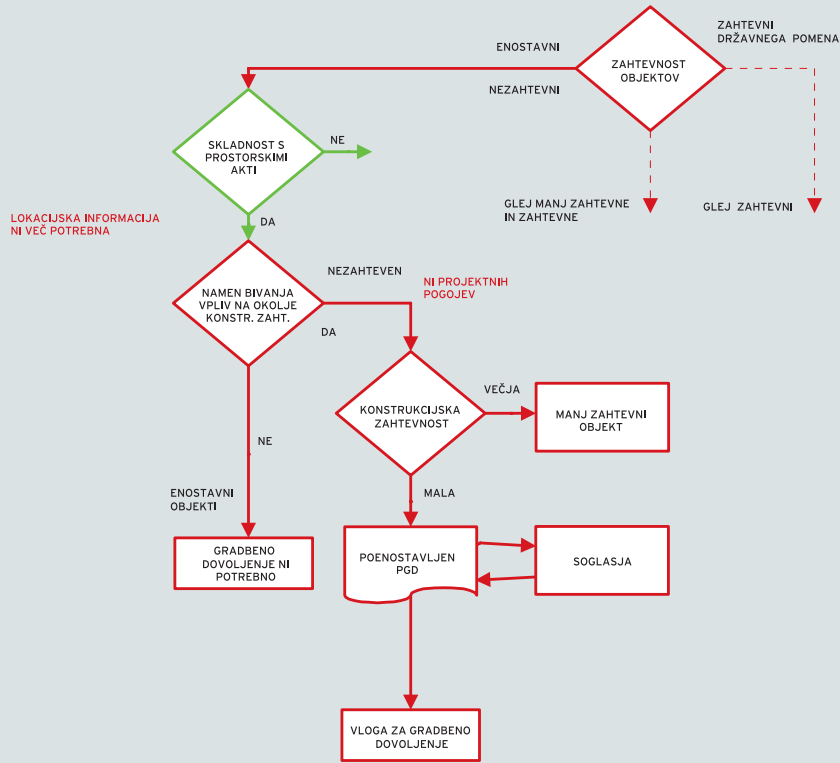 ZAHTEVNI
DRŽAVNEGA POMENA
ENOSTAVNI
ZAHTEVNOST
OBJEKTOV
NEZAHTEVNI
SKLADNOST S
PROSTORSKIMI
AKTI
NE
GLEJ MANJ ZAHTEVNE
IN ZAHTEVNE
GLEJ ZAHTEVNI
LOKACIJSKA INFORMACIJA
NI VEČ POTREBNA
DA
NEZAHTEVEN
NI PROJEKTNIH
POGOJEV
NAMEN BIVANJA
VPLIV NA OKOLJE
KONSTR. ZAHT.
DA
VEČJA
KONSTRUKCIJSKA
ZAHTEVNOST
MANJ ZAHTEVNI
OBJEKT
NE
MALA
ENOSTAVNI
OBJEKTI
GRADBENO
DOVOLJENJE NI
POTREBNO
POENOSTAVLJEN
PGD
SOGLASJA
VLOGA ZA GRADBENO
DOVOLJENJE